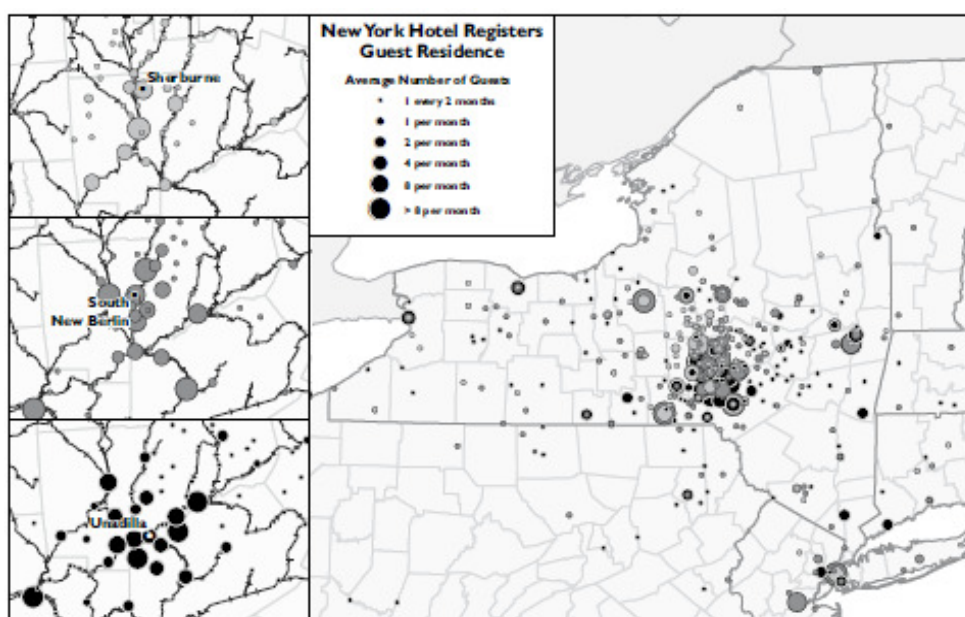 New York Hotel Registers
Guest Residence
Average Number of Guests
1 every 2 months
1 per month
2 per month
4 per month
8 per month
> 8 per month
Sherburne
South
New Berlin
Unadilla